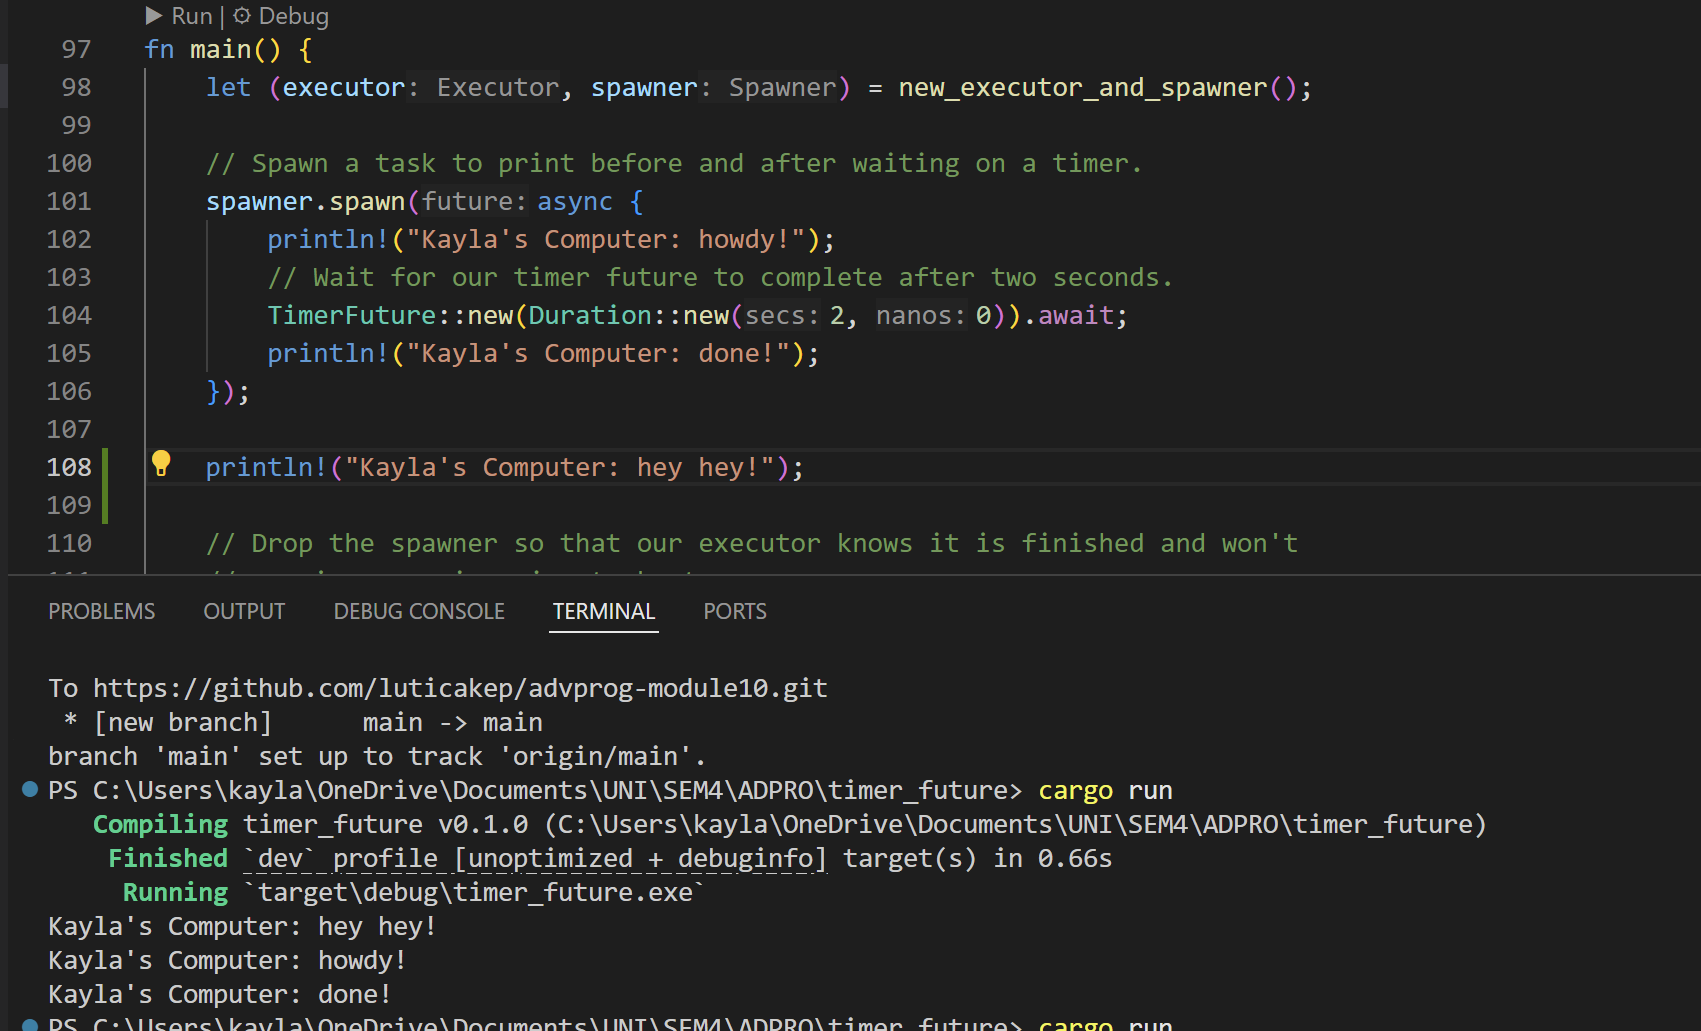 Run | Debug
97 fn main() {
98 let (executor: Executor, spawner: Spawner) = new_executor_and_spawner();
99
100 // Spawn a task to print before and after waiting on a timer.
101 spawner.spawn(future: async {
102 println!("Kayla's Computer: howdy!");
103 // Wait for our timer future to complete after two seconds.
104 TimerFuture::new(Duration::new(secs: 2, nanos: 0)).await;
105 println!("Kayla's Computer: done!");
106 });
107
108 println!("Kayla's Computer: hey hey!");
109
110 // Drop the spawner so that our executor knows it is finished and won't
PROBLEMS OUTPUT DEBUG CONSOLE TERMINAL PORTS
To https://github.com/luticakep/advprog-module10.git
* [new branch] main -> main
branch 'main' set up to track 'origin/main'.
PS C:\Users\kayla\OneDrive\Documents\UNI\SEM4\ADPRO\timer_future> cargo run
Compiling timer_future v0.1.0 (C:\Users\kayla\OneDrive\Documents\UNI\SEM4\ADPRO\timer_future)
Finished `dev` profile [unoptimized + debuginfo] target(s) in 0.66s
Running `target\debug\timer_future.exe`
Kayla's Computer: hey hey!
Kayla's Computer: howdy!
Kayla's Computer: done!
PS C:\Users\kayla\OneDrive\Documents\UNI\SEM4\ADPRO\timer_future> cargo run